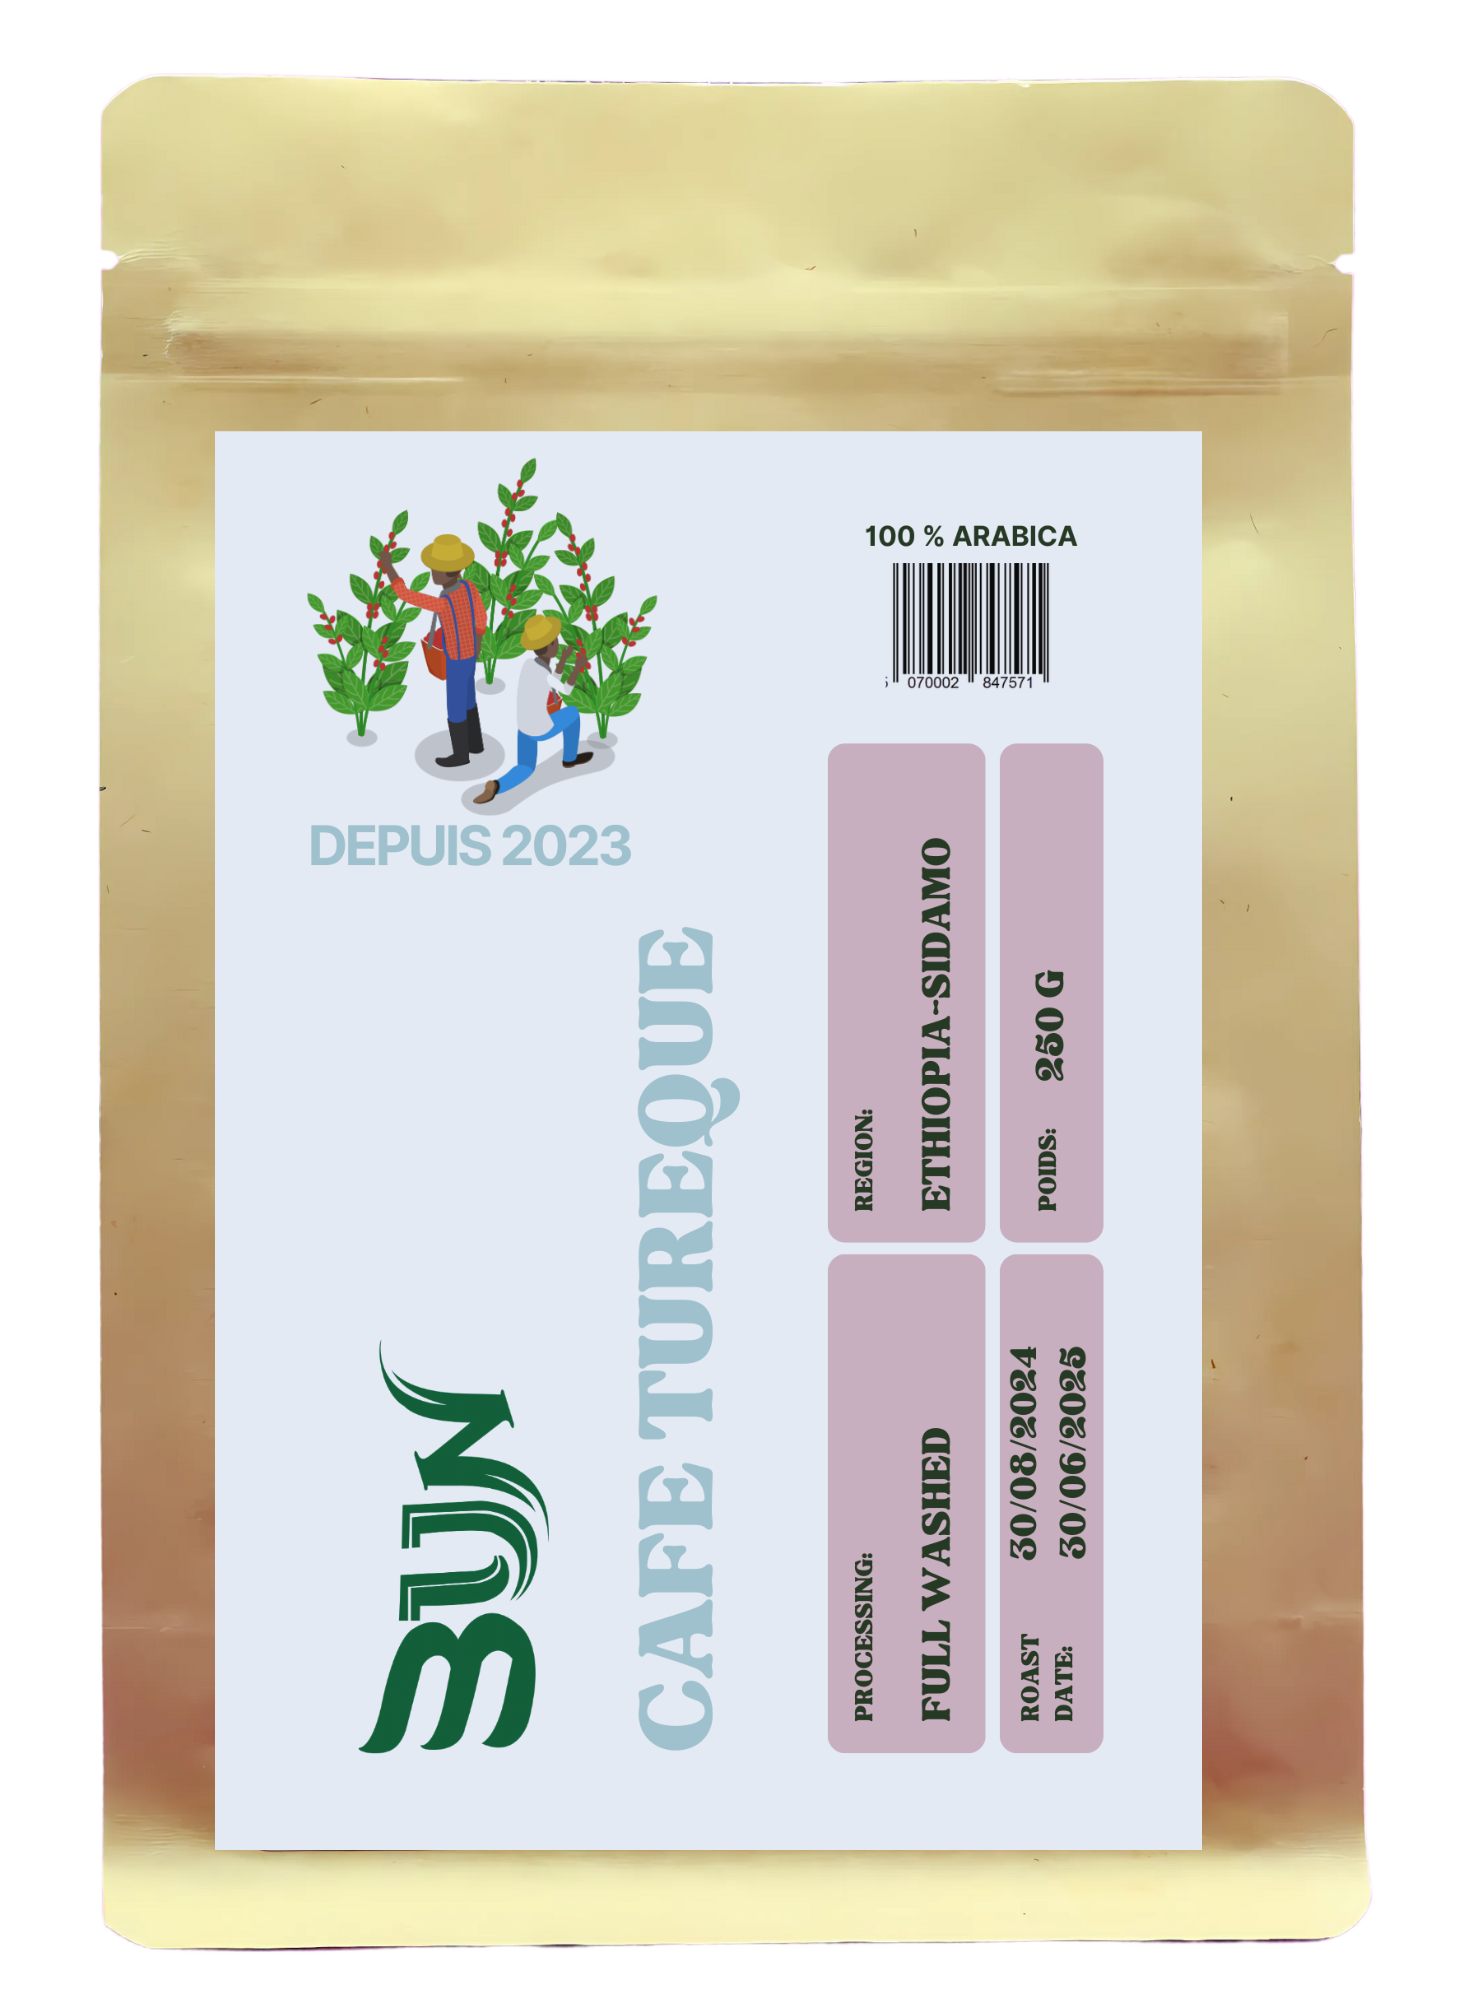 100 % ARABICA
070002 847571
DEPUIS 2023
BUN
CAFE TUREQUE
REGION:
ETHIOPIA-SIDAMO
POIDS: 250 G
PROCESSING:
FULL WASHED
ROAST 30/08/2024
DATE: 30/06/2025